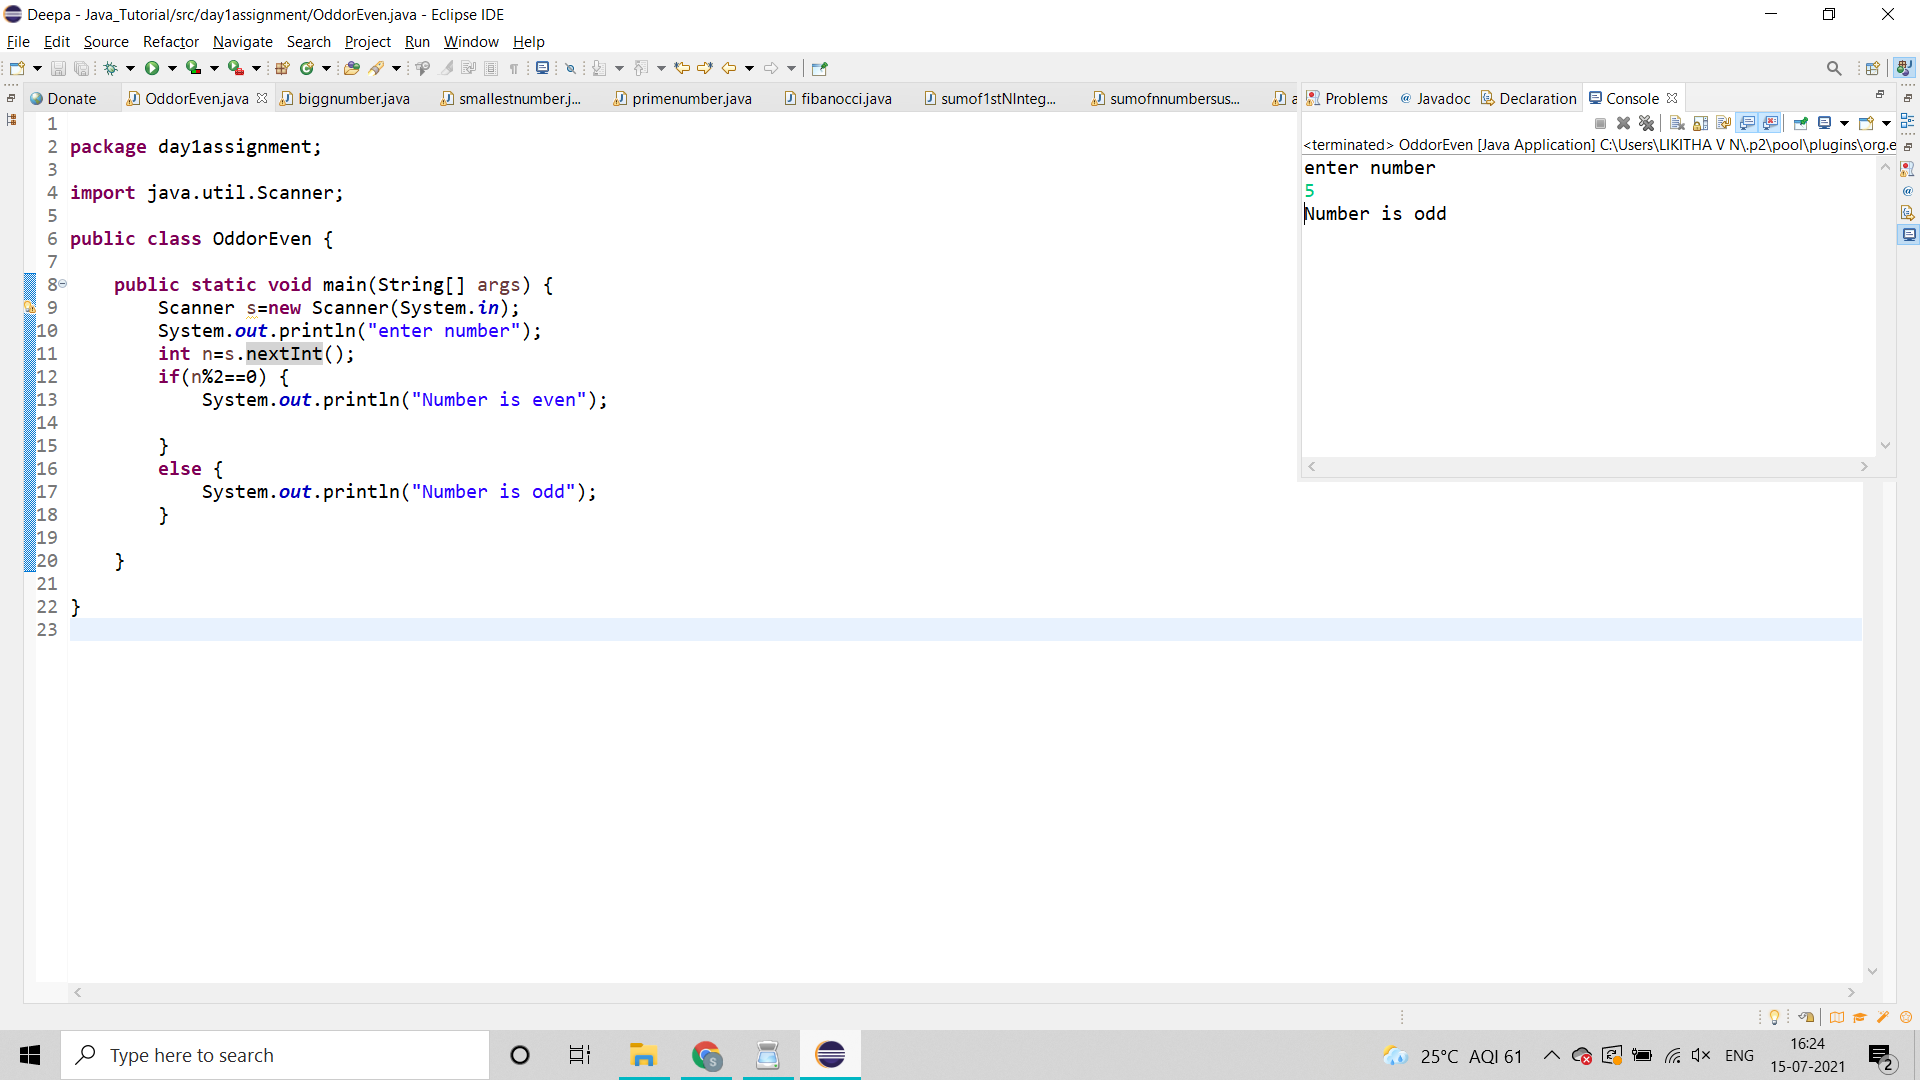 Deepa - Java_Tutorial/src/day1assignment/OddorEven.java - Eclipse IDE
File Edit Source Refactor Navigate Search Project Run Window Help
Donate OddorEven.java biggnumber.java smallestnumber.j... primenumber.java fibanocci.java sumof1stNInteg... sumofnnumbersus... a
Problems @ Javadoc Declaration Console
<terminated> OddorEven [Java Application] C:\Users\LIKITHA V N\.p2\pool\plugins\org.e
enter number
5
Number is odd
1
2 package day1assignment;
3
4 import java.util.Scanner;
5
6 public class OddorEven {
7
8 public static void main(String[] args) {
9 Scanner s=new Scanner(System.in);
10 System.out.println("enter number");
11 int n=s.nextInt();
12 if(n%2==0) {
13 System.out.println("Number is even");
14
15 }
16 else {
17 System.out.println("Number is odd");
18 }
19
20 }
21
22 }
23
Type here to search
25°C AQI 61
ENG
16:24
15-07-2021
2